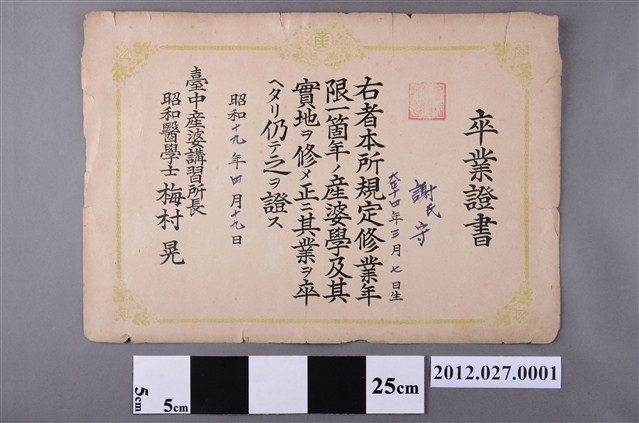 產
卒業證書
謝氏守
大正十四年三月七日生
右者本所規定修業年
限一箇年ノ産婆學及其
實地ヲ修メ正ニ其業ヲ卒
ヘタリ仍テ之ヲ證ス
昭和十九年四月十九日
臺中産婆講習所長
昭和醫學士 梅村晃
5cm
5cm
25cm
2012.027.0001